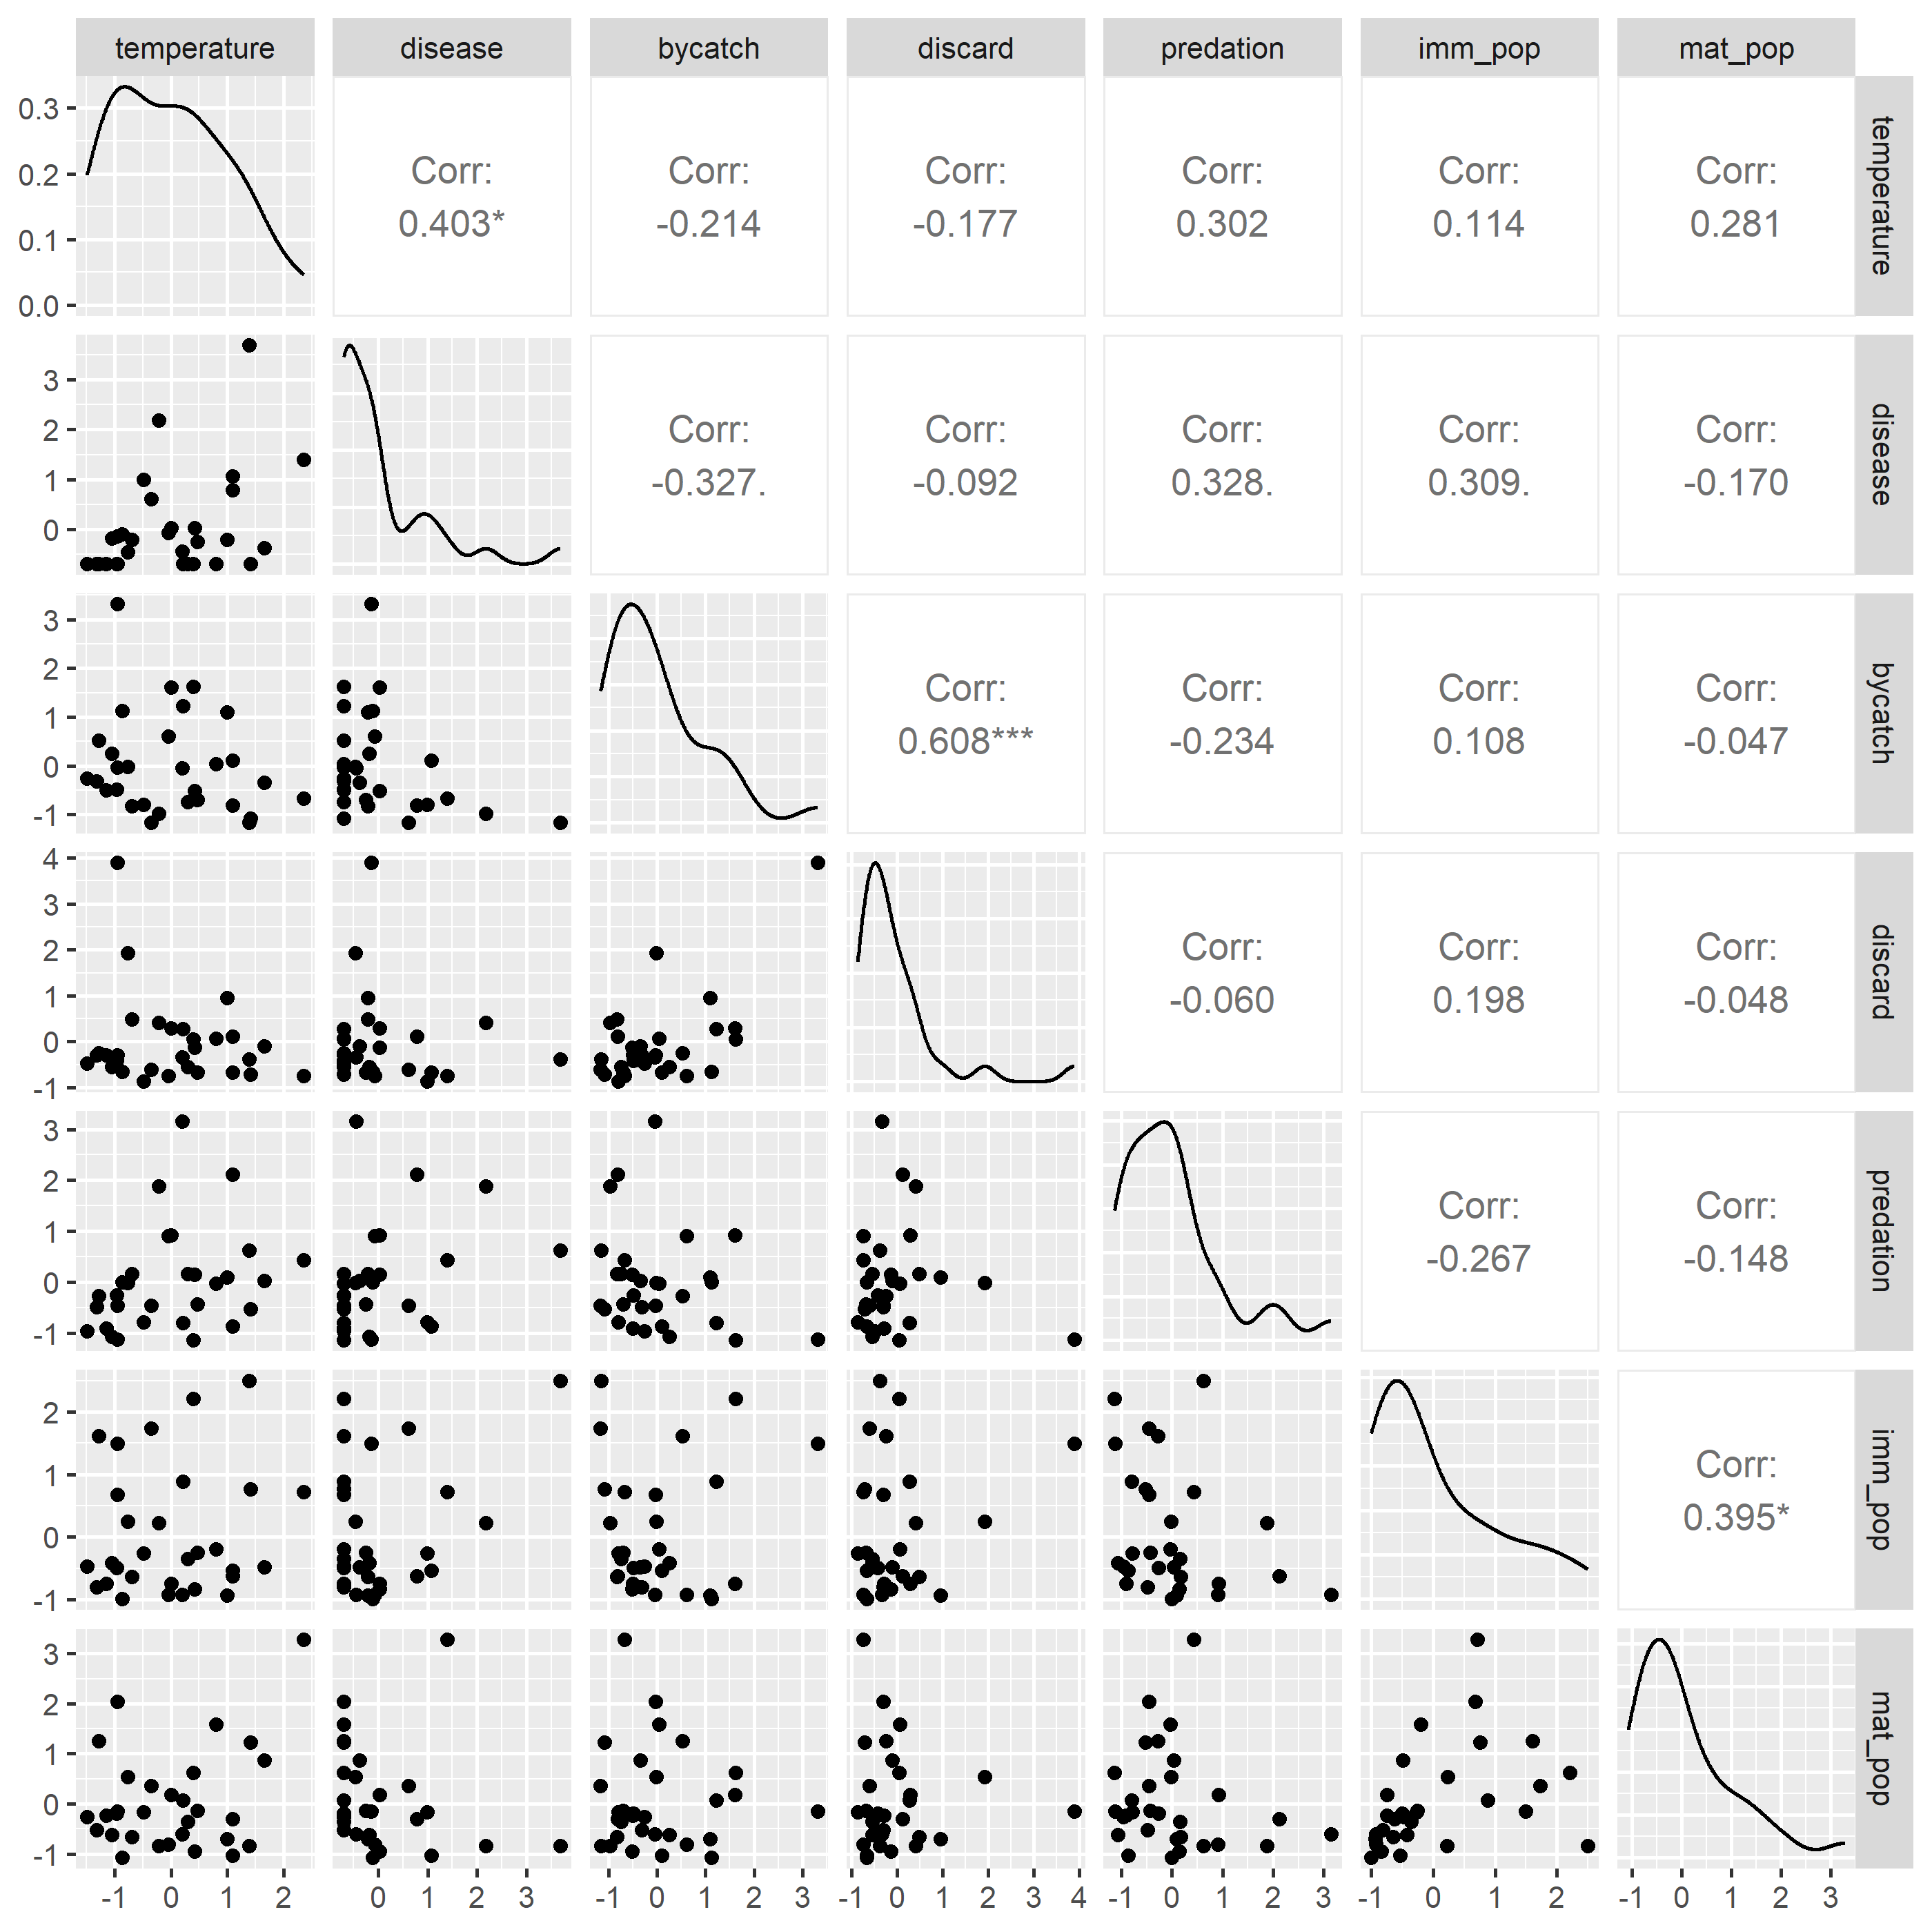 temperature disease bycatch discard predation imm_pop mat_pop
0.3
0.2
0.1
0.0
Corr: Corr: Corr: Corr: Corr: Corr:
0.403* -0.214 -0.177 0.302 0.114 0.281
temperature
3
2
1
0
Corr: Corr: Corr: Corr: Corr:
-0.327. -0.092 0.328. 0.309. -0.170
disease
3
2
1
0
-1
Corr: Corr: Corr: Corr:
0.608*** -0.234 0.108 -0.047
bycatch
4
3
2
1
0
-1
Corr: Corr: Corr:
-0.060 0.198 -0.048
discard
3
2
1
0
-1
Corr: Corr:
-0.267 -0.148
predation
2
1
0
-1
Corr:
0.395*
imm_pop
3
2
1
0
-1
mat_pop
-1 0 1 2 0 1 2 3 -1 0 1 2 3 -1 0 1 2 3 4 -1 0 1 2 3 -1 0 1 2 -1 0 1 2 3